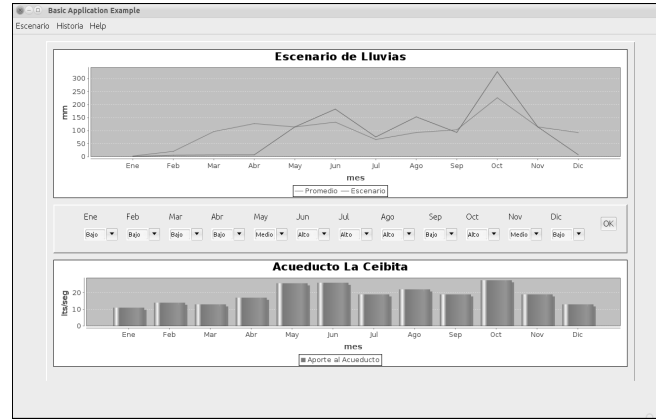 Basic Application Example
Escenario Historia Help
Escenario de Lluvias
mm
300
250
200
150
100
50
0
Ene Feb Mar Abr May Jun Jul Ago Sep Oct Nov Dic
mes
Promedio Escenario
Ene Feb Mar Abr May Jun Jul Ago Sep Oct Nov Dic
Bajo Bajo Bajo Bajo Medio Alto Alto Alto Bajo Alto Medio Bajo
OK
Acueducto La Ceibita
lts/seg
20
10
0
Ene Feb Mar Abr May Jun Jul Ago Sep Oct Nov Dic
mes
Aporte al Acueducto